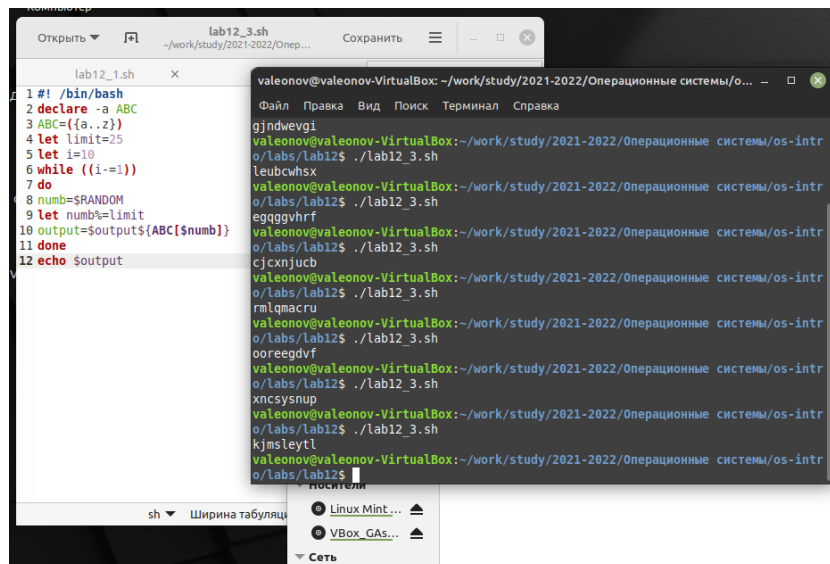 Компьютер
Открыть
lab12_3.sh
~/work/study/2021-2022/Опер...
Сохранить
lab12_1.sh
1 #! /bin/bash
2 declare -a ABC
3 ABC=({a..z})
4 let limit=25
5 let i=10
6 while ((i-=1))
7 do
8 numb=$RANDOM
9 let numb%=limit
10 output=$output${ABC[$numb]}
11 done
12 echo $output
sh
Ширина табуляци
valeonov@valeonov-VirtualBox: ~/work/study/2021-2022/Операционные системы/o...
Файл Правка Вид Поиск Терминал Справка
gjndwevgi
valeonov@valeonov-VirtualBox:~/work/study/2021-2022/Операционные системы/os-intr
o/labs/lab12$ ./lab12_3.sh
leubcwhsx
valeonov@valeonov-VirtualBox:~/work/study/2021-2022/Операционные системы/os-intr
o/labs/lab12$ ./lab12_3.sh
egqggvhrf
valeonov@valeonov-VirtualBox:~/work/study/2021-2022/Операционные системы/os-intr
o/labs/lab12$ ./lab12_3.sh
cjcxnjucb
valeonov@valeonov-VirtualBox:~/work/study/2021-2022/Операционные системы/os-intr
o/labs/lab12$ ./lab12_3.sh
rmlqmacru
valeonov@valeonov-VirtualBox:~/work/study/2021-2022/Операционные системы/os-intr
o/labs/lab12$ ./lab12_3.sh
ooreegdvf
valeonov@valeonov-VirtualBox:~/work/study/2021-2022/Операционные системы/os-intr
o/labs/lab12$ ./lab12_3.sh
xncsysnup
valeonov@valeonov-VirtualBox:~/work/study/2021-2022/Операционные системы/os-intr
o/labs/lab12$ ./lab12_3.sh
kjmsleytl
valeonov@valeonov-VirtualBox:~/work/study/2021-2022/Операционные системы/os-intr
o/labs/lab12$
Носители
Linux Mint ...
VBox_GAs...
Сеть